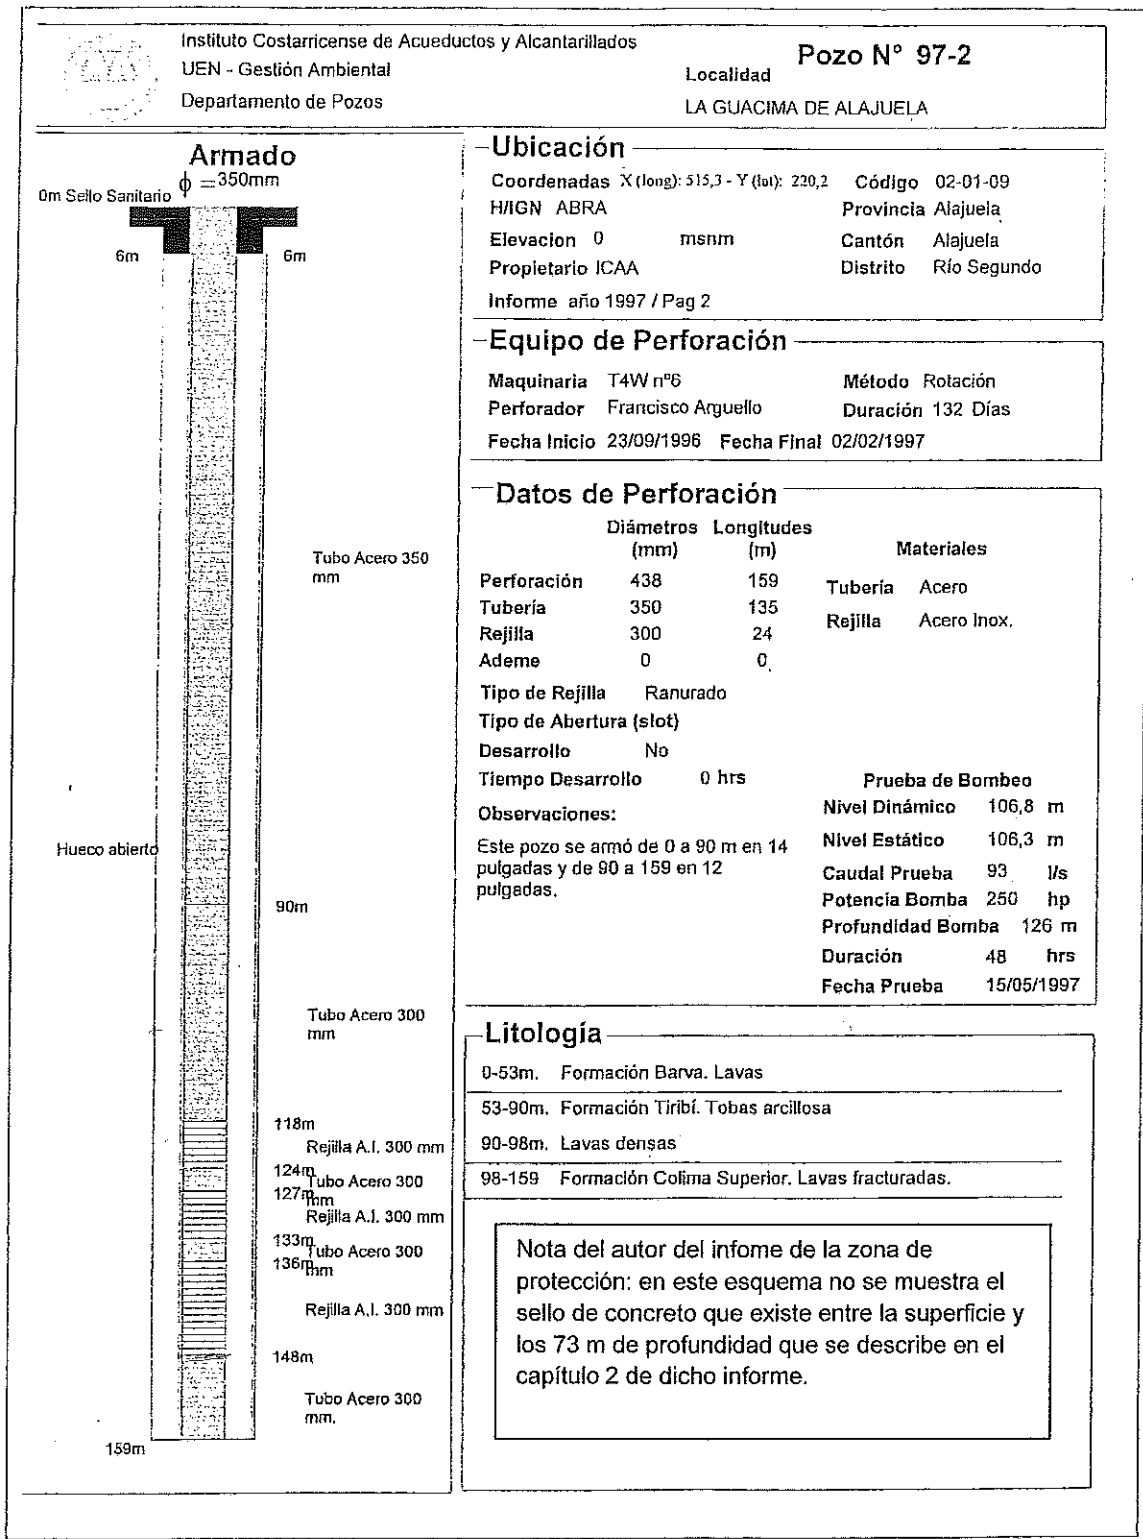 Instituto Costarricense de Acueductos y Alcantarillados
UEN - Gestión Ambiental
Departamento de Pozos
Pozo N° 97-2
Localidad
LA GUACIMA DE ALAJUELA
Armado
ϕ =350mm
0m Sello Sanitario
6m 6m
Tubo Acero 350
mm
Hueco abierto
90m
Tubo Acero 300
mm
118m
Rejilla A.I. 300 mm
124m
Tubo Acero 300
mm
127m
Rejilla A.I. 300 mm
133m
Tubo Acero 300
mm
136m
Rejilla A.I. 300 mm
148m
Tubo Acero 300
mm.
159m
Ubicación
Coordenadas X (long): 515,3 - Y (lat): 220,2 Código 02-01-09
H/IGN ABRA Provincia Alajuela
Elevacion 0 msnm Cantón Alajuela
Propietario ICAA Distrito Río Segundo
Informe año 1997 / Pag 2
Equipo de Perforación
Maquinaria T4W nº6 Método Rotación
Perforador Francisco Arguello Duración 132 Días
Fecha Inicio 23/09/1996 Fecha Final 02/02/1997
Datos de Perforación
Diámetros Longitudes
(mm) (m) Materiales
Perforación 438 159 Tubería Acero
Tubería 350 135
Rejilla 300 24 Rejilla Acero Inox.
Ademe 0 0
Tipo de Rejilla Ranurado
Tipo de Abertura (slot)
Desarrollo No
Tiempo Desarrollo 0 hrs
Observaciones:
Este pozo se armó de 0 a 90 m en 14
pulgadas y de 90 a 159 en 12
pulgadas.
Prueba de Bombeo
Nivel Dinámico 106,8 m
Nivel Estático 106,3 m
Caudal Prueba 93 l/s
Potencia Bomba 250 hp
Profundidad Bomba 126 m
Duración 48 hrs
Fecha Prueba 15/05/1997
Litología
0-53m. Formación Barva. Lavas
53-90m. Formación Tiribí. Tobas arcillosa
90-98m. Lavas densas
98-159 Formación Colima Superior. Lavas fracturadas.
Nota del autor del infome de la zona de
protección: en este esquema no se muestra el
sello de concreto que existe entre la superficie y
los 73 m de profundidad que se describe en el
capítulo 2 de dicho informe.